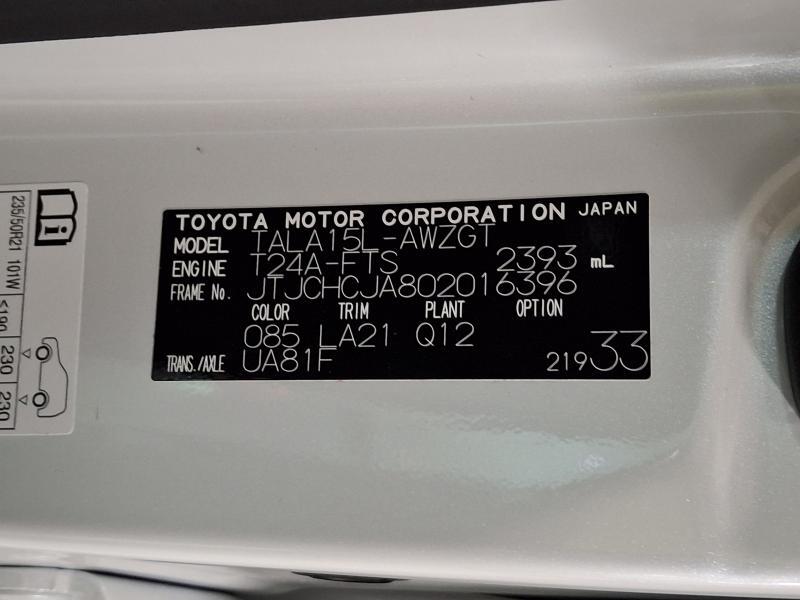 TOYOTA MOTOR CORPORATION JAPAN
MODEL TALA15L-AWZGT
ENGINE T24A-FTS 2393 mL
FRAME No. JTJCHCJA802016396
COLOR TRIM PLANT OPTION
085 LA21 Q12
TRANS./AXLE UA81F 21933
235/50R21 101W
<190
230
230